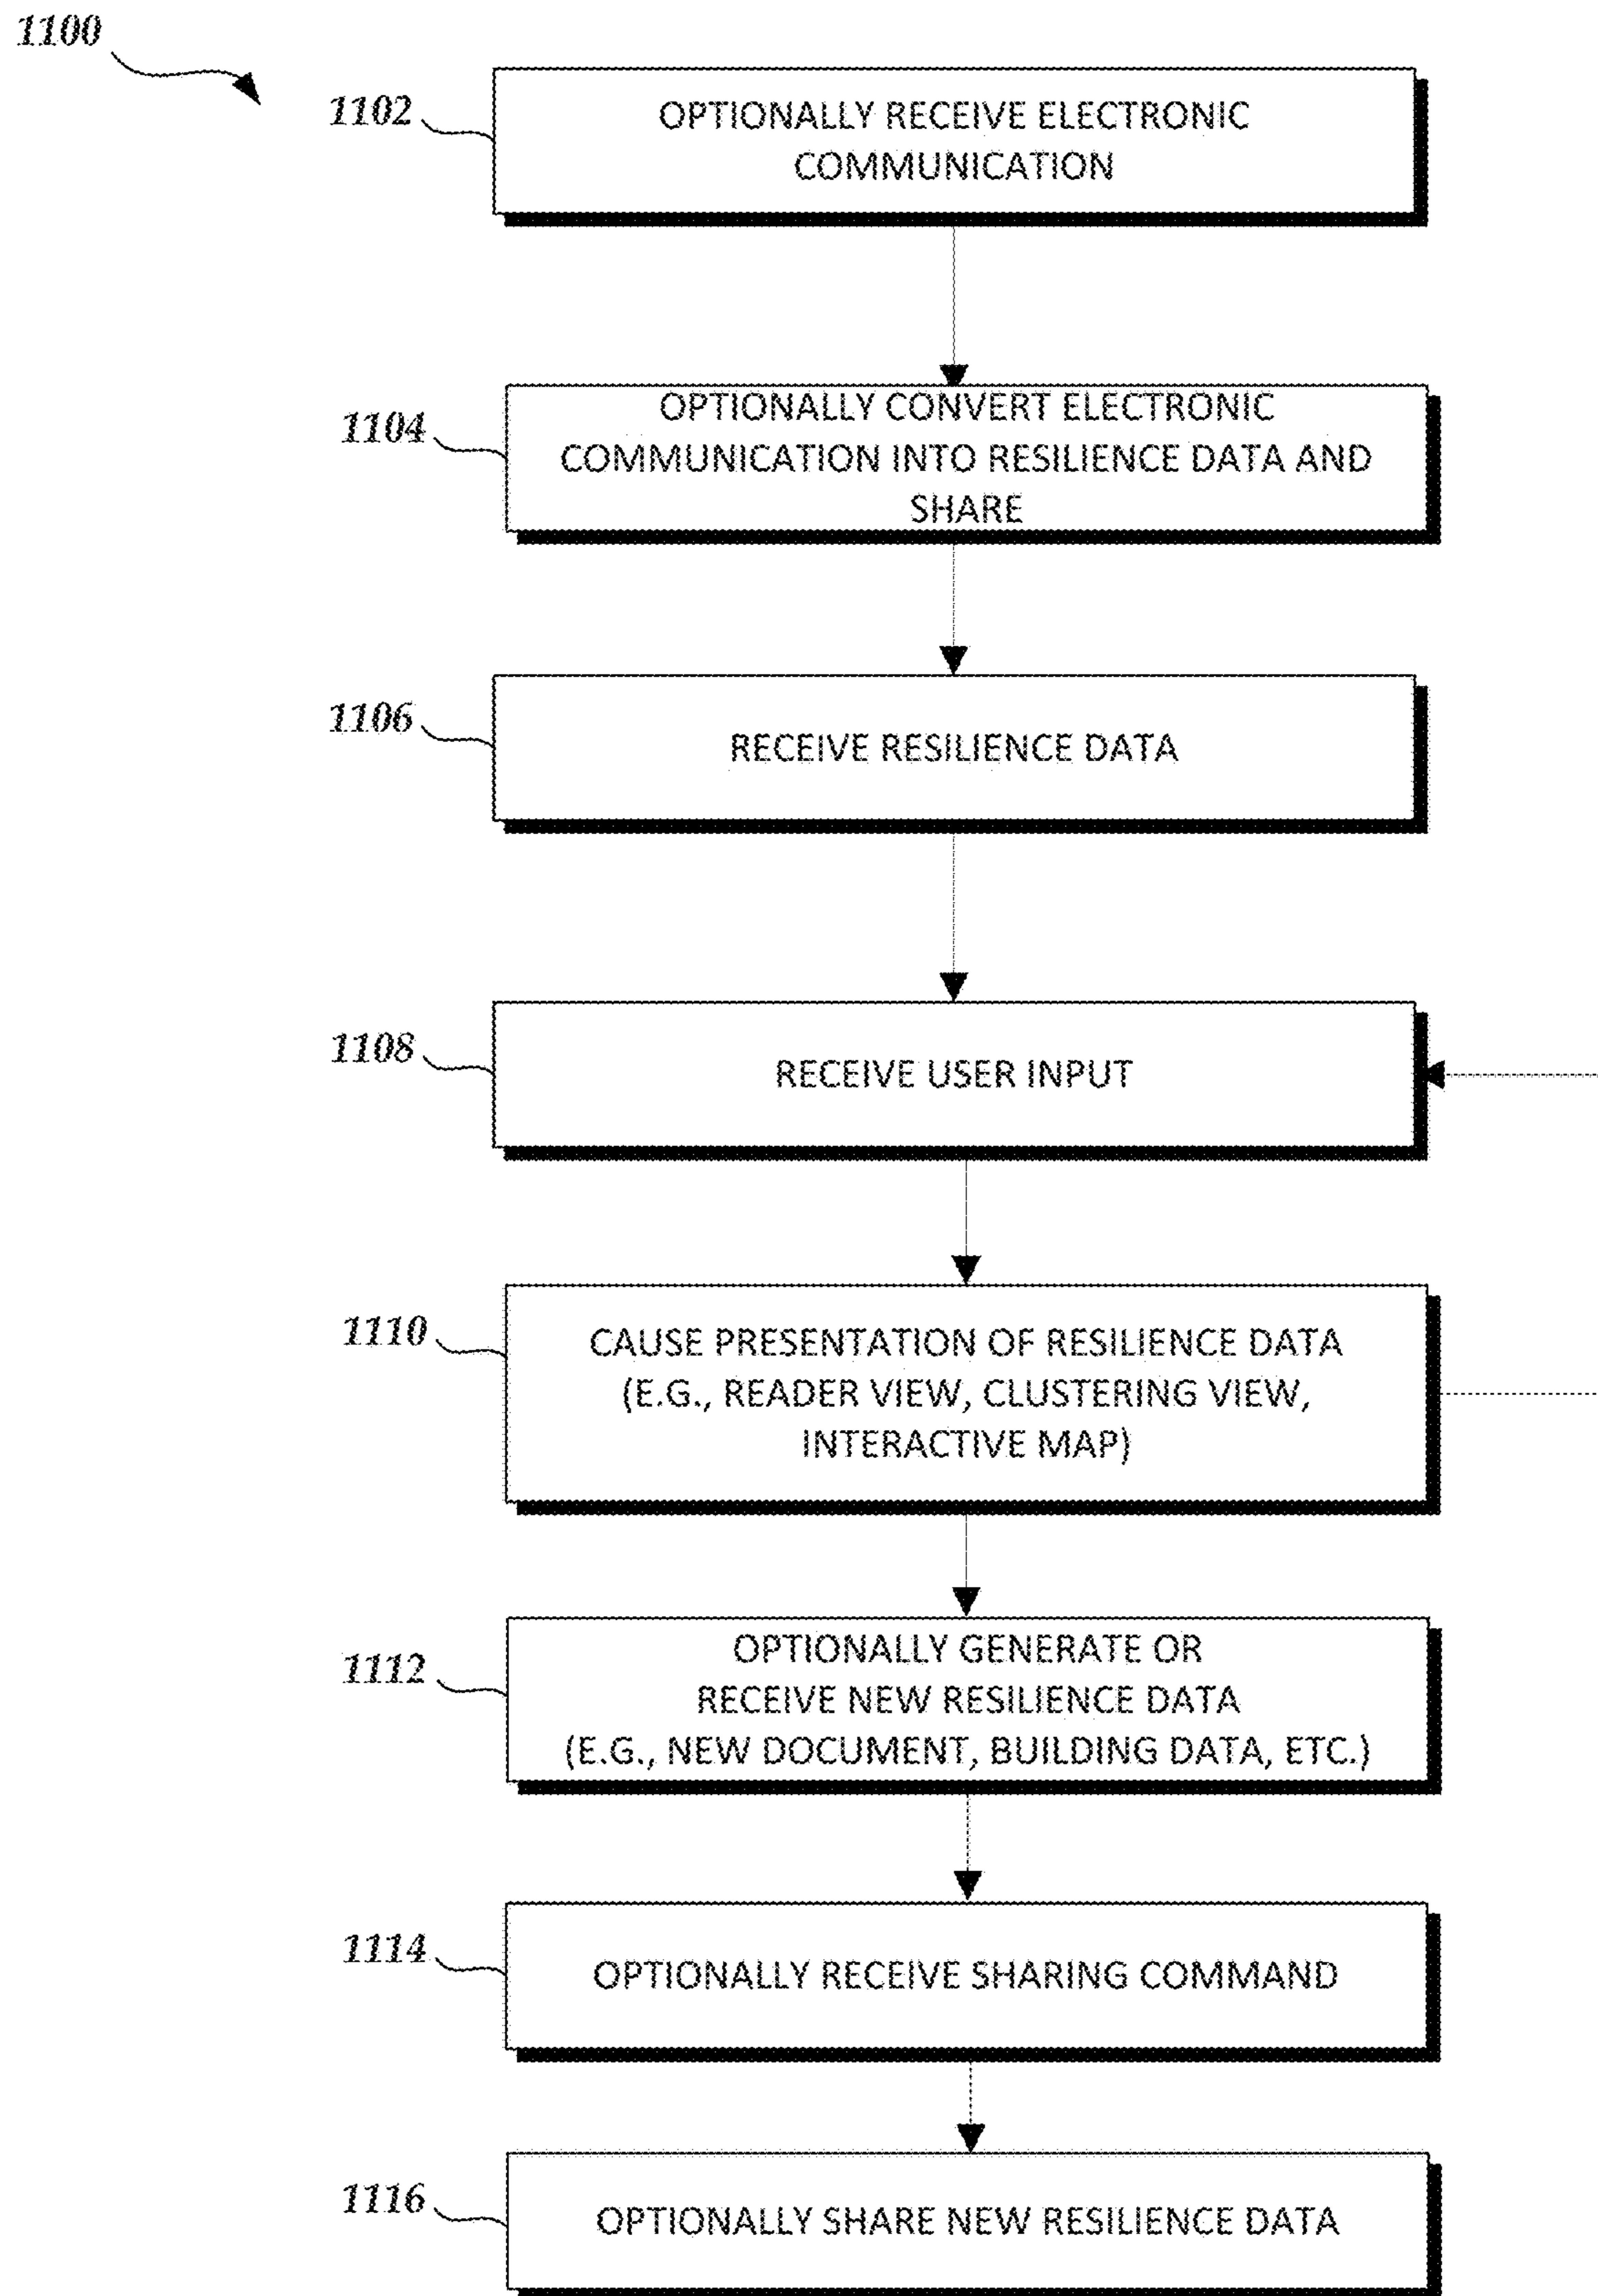 1100
1102
OPTIONALLY RECEIVE ELECTRONIC
COMMUNICATION
1104
OPTIONALLY CONVERT ELECTRONIC
COMMUNICATION INTO RESILIENCE DATA AND
SHARE
1106
RECEIVE RESILIENCE DATA
1108
RECEIVE USER INPUT
1110
CAUSE PRESENTATION OF RESILIENCE DATA
(E.G., READER VIEW, CLUSTERING VIEW,
INTERACTIVE MAP)
1112
OPTIONALLY GENERATE OR
RECEIVE NEW RESILIENCE DATA
(E.G., NEW DOCUMENT, BUILDING DATA, ETC.)
1114
OPTIONALLY RECEIVE SHARING COMMAND
1116
OPTIONALLY SHARE NEW RESILIENCE DATA